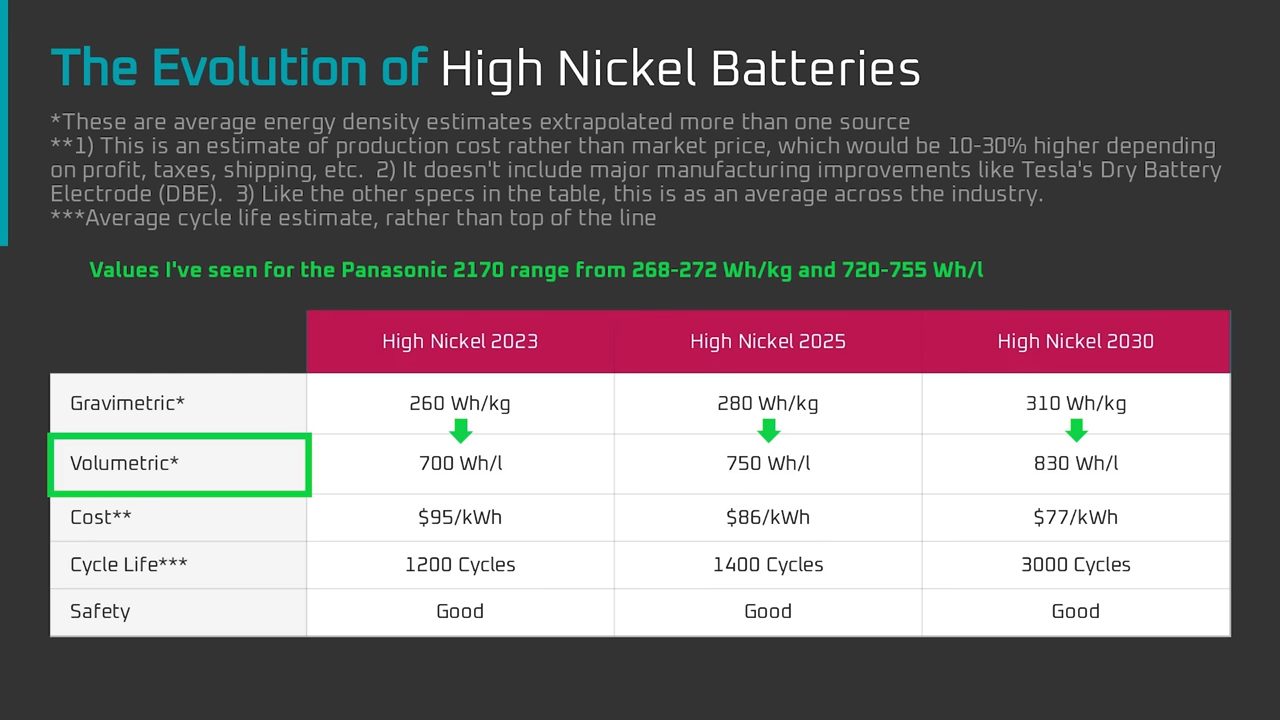 The Evolution of High Nickel Batteries
*These are average energy density estimates extrapolated more than one source
**1) This is an estimate of production cost rather than market price, which would be 10-30% higher depending
on profit, taxes, shipping, etc.  2) It doesn't include major manufacturing improvements like Tesla's Dry Battery
Electrode (DBE).  3) Like the other specs in the table, this is as an average across the industry.
***Average cycle life estimate, rather than top of the line
Values I've seen for the Panasonic 2170 range from 268-272 Wh/kg and 720-755 Wh/l
High Nickel 2023 High Nickel 2025 High Nickel 2030
Gravimetric* 260 Wh/kg 280 Wh/kg 310 Wh/kg
Volumetric* 700 Wh/l 750 Wh/l 830 Wh/l
Cost** $95/kWh $86/kWh $77/kWh
Cycle Life*** 1200 Cycles 1400 Cycles 3000 Cycles
Safety Good Good Good